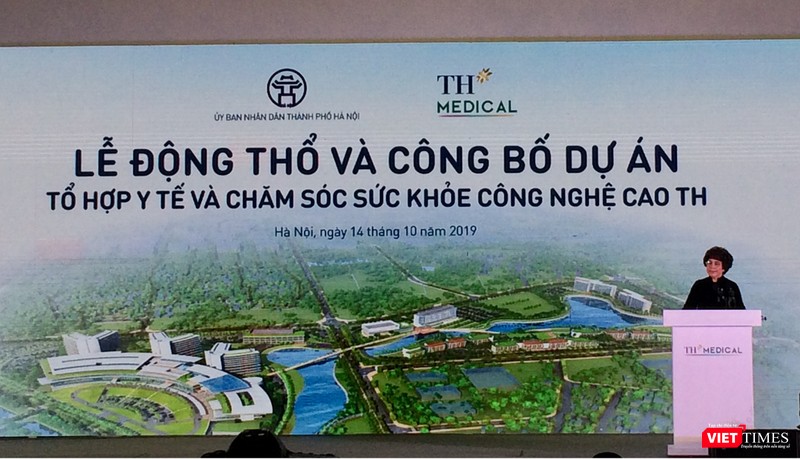 ỦY BAN NHÂN DÂN THÀNH PHỐ HÀ NỘI
TH
MEDICAL
LỄ ĐỘNG THỔ VÀ CÔNG BỐ DỰ ÁN
TỔ HỢP Y TẾ VÀ CHĂM SÓC SỨC KHỎE CÔNG NGHỆ CAO TH
Hà Nội, ngày 14 tháng 10 năm 2019
TH MEDICAL
VIETTIMES